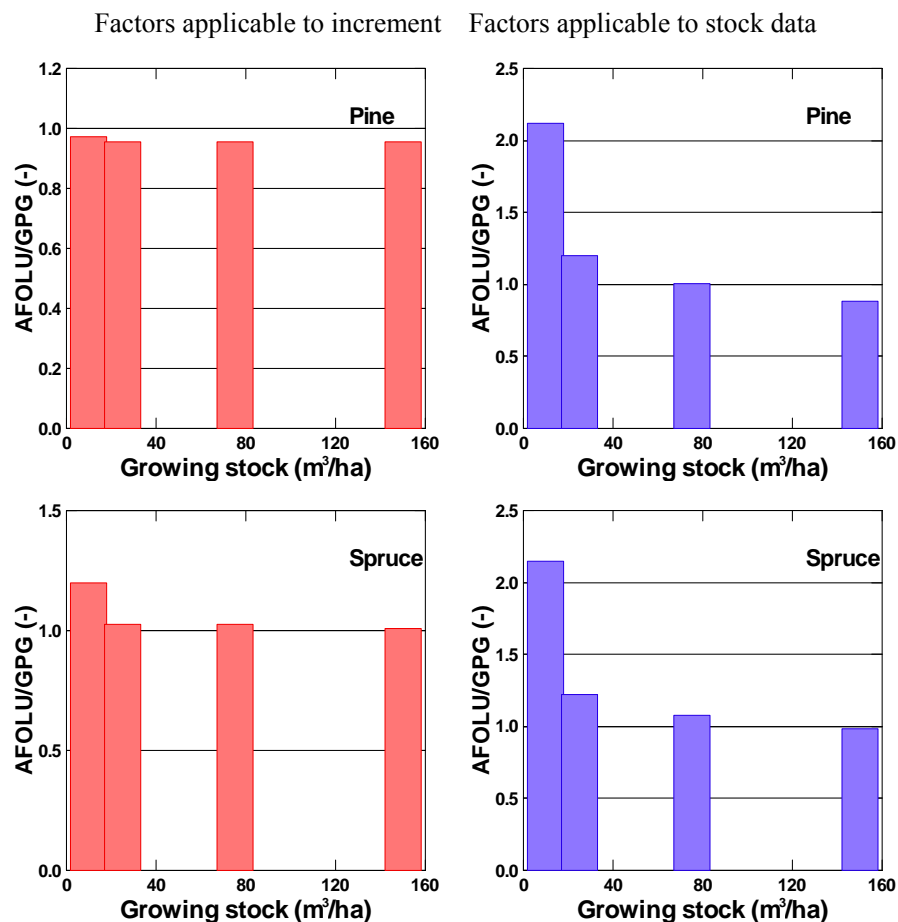 Factors applicable to increment Factors applicable to stock data
1.2
1.0
0.8
0.6
0.4
0.2
0.0
AFOLU/GPG (-)
Pine
0 40 80 120 160
Growing stock (m³/ha)
2.5
2.0
1.5
1.0
0.5
0.0
AFOLU/GPG (-)
Pine
0 40 80 120 160
Growing stock (m³/ha)
1.5
1.0
0.5
0.0
AFOLU/GPG (-)
Spruce
0 40 80 120 160
Growing stock (m³/ha)
2.5
2.0
1.5
1.0
0.5
0.0
AFOLU/GPG (-)
Spruce
0 40 80 120 160
Growing stock (m³/ha)